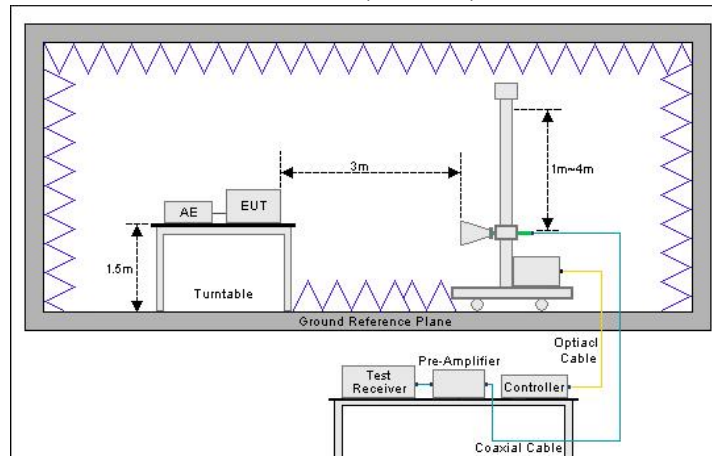 3m
1m~4m
AE
EUT
1.5m
Turntable
Ground Reference Plane
Optiacl
Cable
Pre-Amplifier
Test
Receiver
Controller
Coaxial Cable